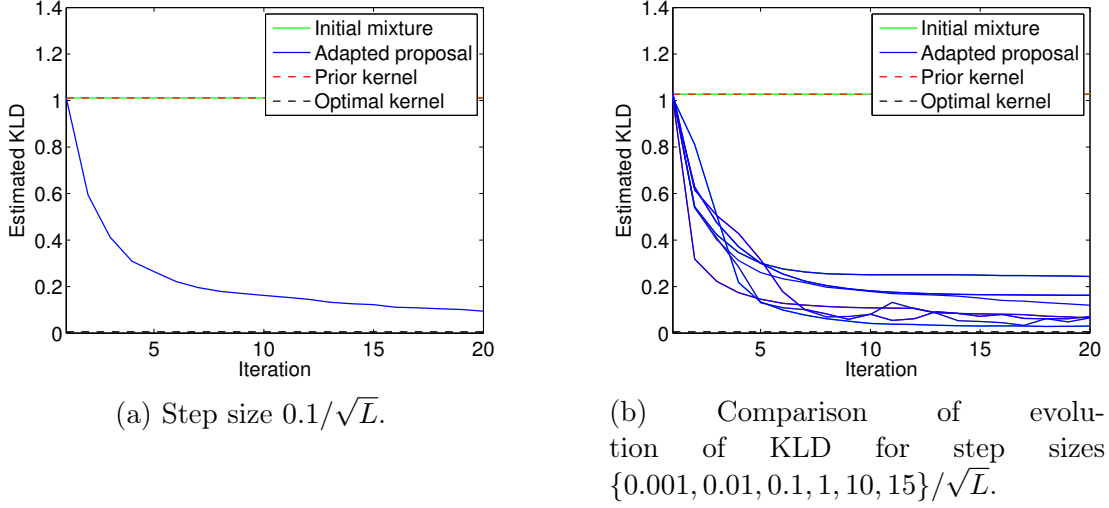 1.4
1.2
1
0.8
0.6
0.4
0.2
0
Estimated KLD
5
10
15
20
Iteration
Initial mixture
Adapted proposal
Prior kernel
Optimal kernel
(a) Step size 0.1/√L.
1.4
1.2
1
0.8
0.6
0.4
0.2
0
Estimated KLD
5
10
15
20
Iteration
Initial mixture
Adapted proposal
Prior kernel
Optimal kernel
(b) Comparison of evolu-
tion of KLD for step sizes
{0.001, 0.01, 0.1, 1, 10, 15}/√L.